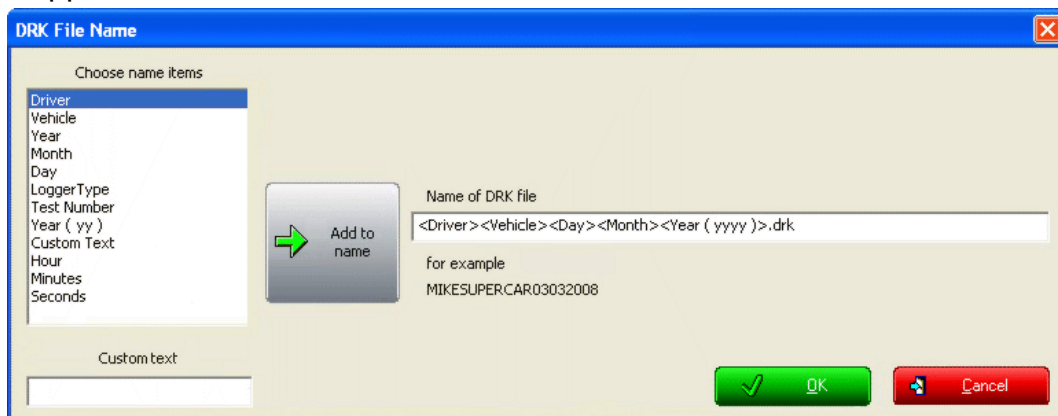 DRK File Name
Choose name items
Driver
Vehicle
Year
Month
Day
LoggerType
Test Number
Year ( yy )
Custom Text
Hour
Minutes
Seconds
Add to
name
Name of DRK file
<Driver><Vehicle><Day><Month><Year ( yyyy )>.drk
for example
MIKESUPERCAR03032008
Custom text
OK
Cancel